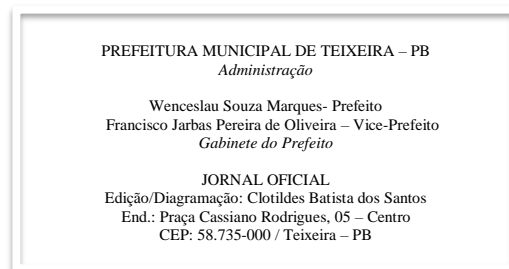 PREFEITURA MUNICIPAL DE TEIXEIRA – PB
Administração
Wenceslau Souza Marques- Prefeito
Francisco Jarbas Pereira de Oliveira – Vice-Prefeito
Gabinete do Prefeito
JORNAL OFICIAL
Edição/Diagramação: Clotildes Batista dos Santos
End.: Praça Cassiano Rodrigues, 05 – Centro
CEP: 58.735-000 / Teixeira – PB